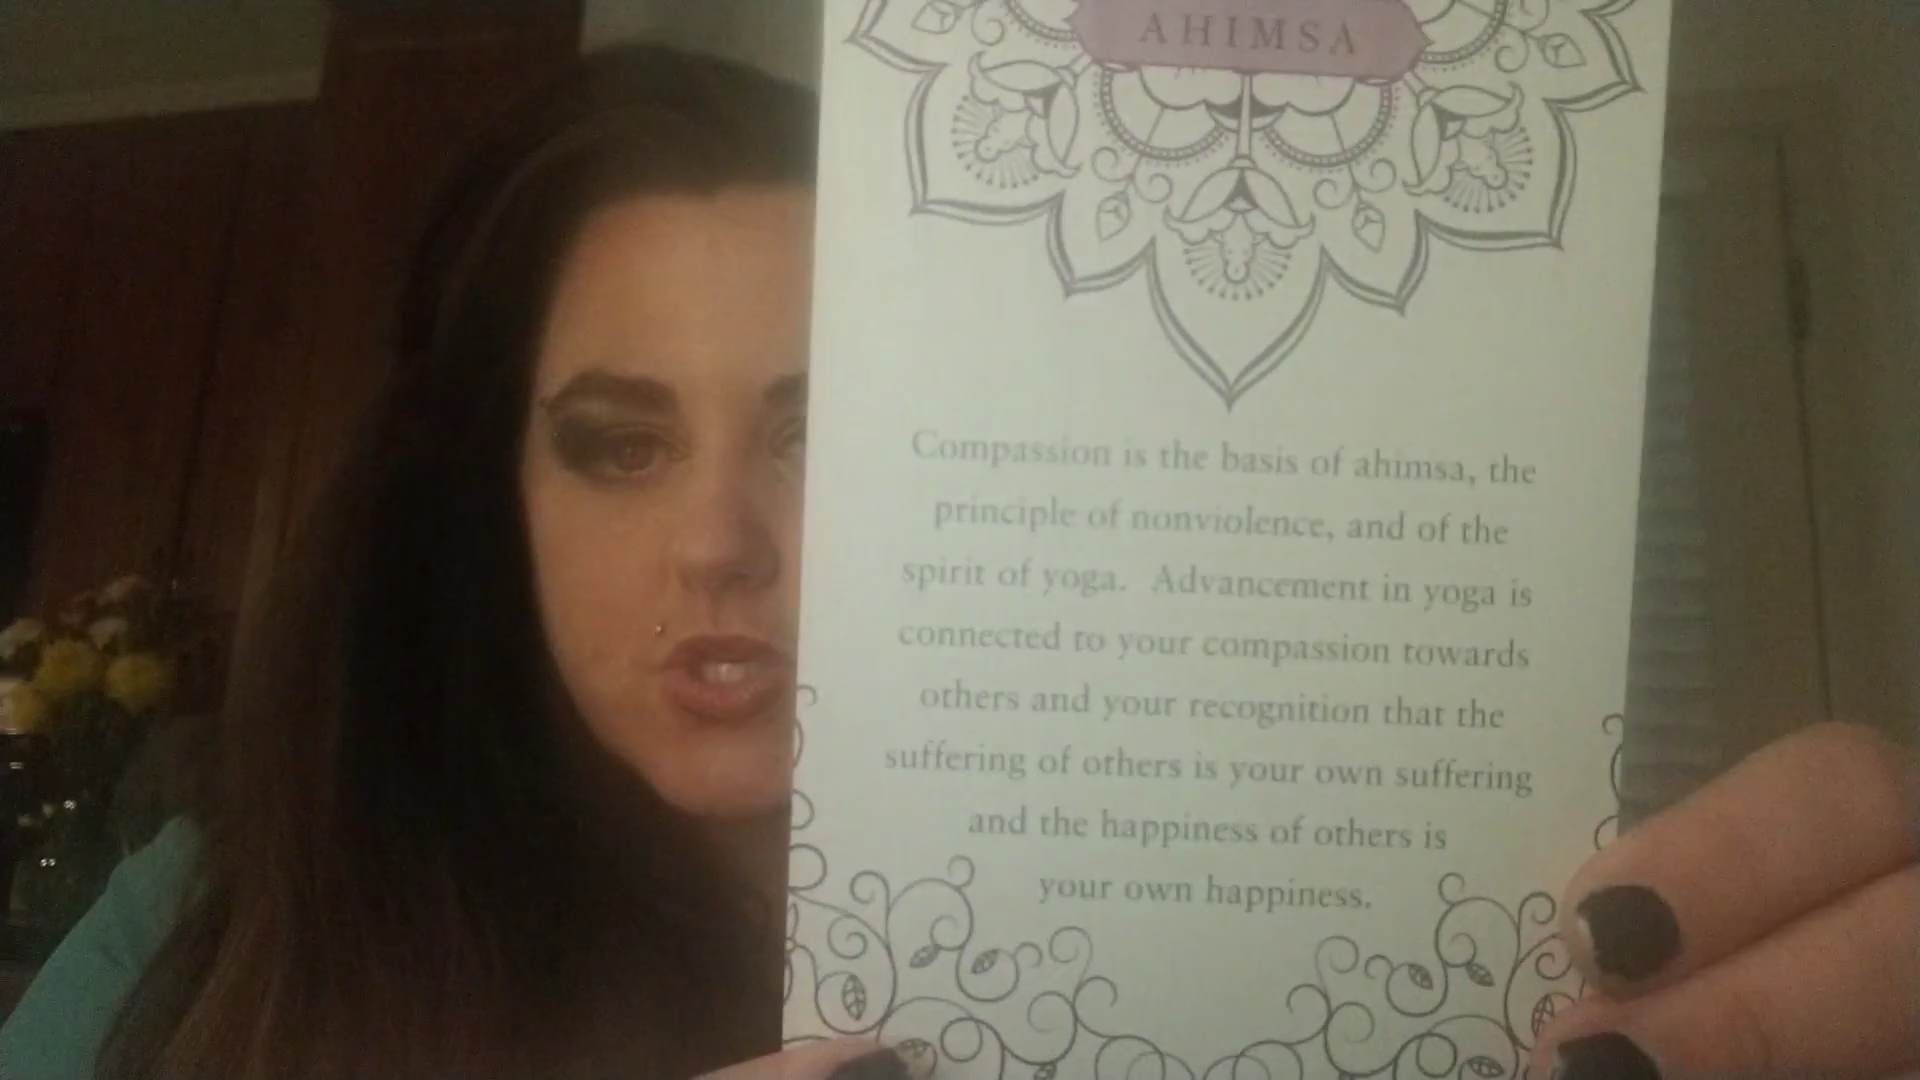 AHIMSA
Compassion is the basis of ahimsa, the
principle of nonviolence, and of the
spirit of yoga. Advancement in yoga is
connected to your compassion towards
others and your recognition that the
suffering of others is your own suffering
and the happiness of others is
your own happiness.